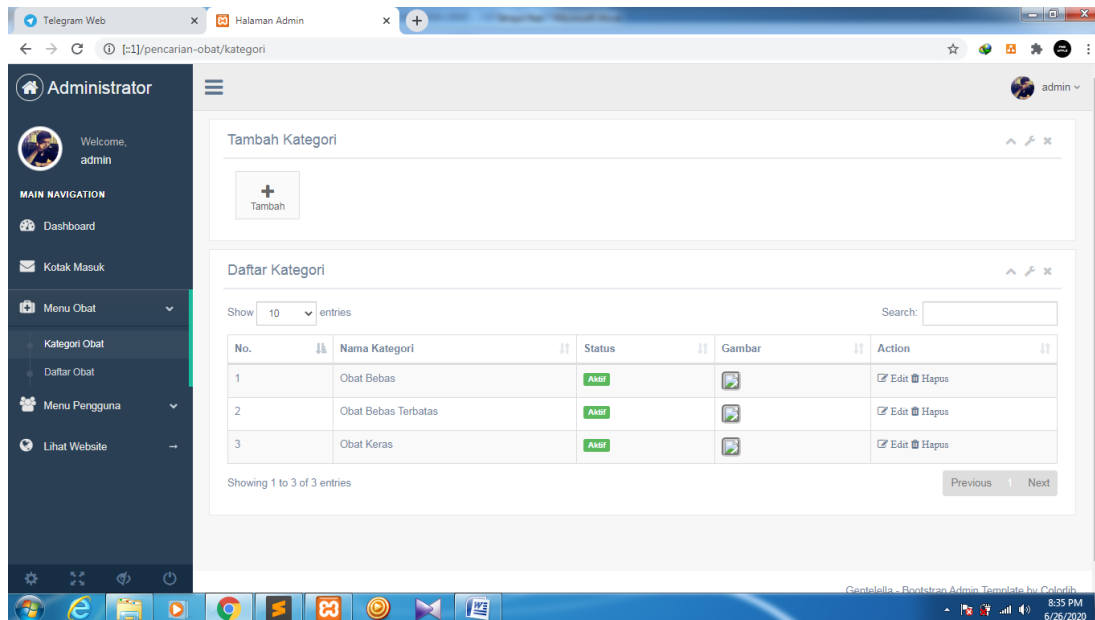 Telegram Web
Halaman Admin
[::1]/pencarian-obat/kategori
Administrator
admin
Welcome,
admin
MAIN NAVIGATION
Dashboard
Kotak Masuk
Menu Obat
Kategori Obat
Daftar Obat
Menu Pengguna
Lihat Website
Tambah Kategori
Tambah
Daftar Kategori
Show 10 entries Search:
No. Nama Kategori Status Gambar Action
1 Obat Bebas Aktif Edit Hapus
2 Obat Bebas Terbatas Aktif Edit Hapus
3 Obat Keras Aktif Edit Hapus
Showing 1 to 3 of 3 entries Previous 1 Next
Gentelella - Bootstrap Admin Template by Colorlib
8:35 PM
6/26/2020